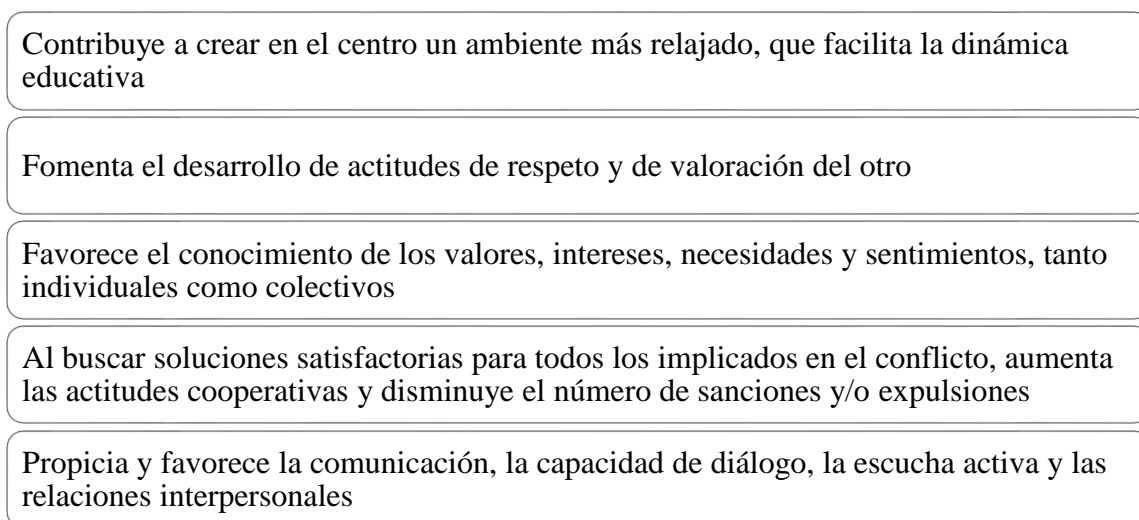 Contribuye a crear en el centro un ambiente más relajado, que facilita la dinámica
educativa
Fomenta el desarrollo de actitudes de respeto y de valoración del otro
Favorece el conocimiento de los valores, intereses, necesidades y sentimientos, tanto
individuales como colectivos
Al buscar soluciones satisfactorias para todos los implicados en el conflicto, aumenta
las actitudes cooperativas y disminuye el número de sanciones y/o expulsiones
Propicia y favorece la comunicación, la capacidad de diálogo, la escucha activa y las
relaciones interpersonales